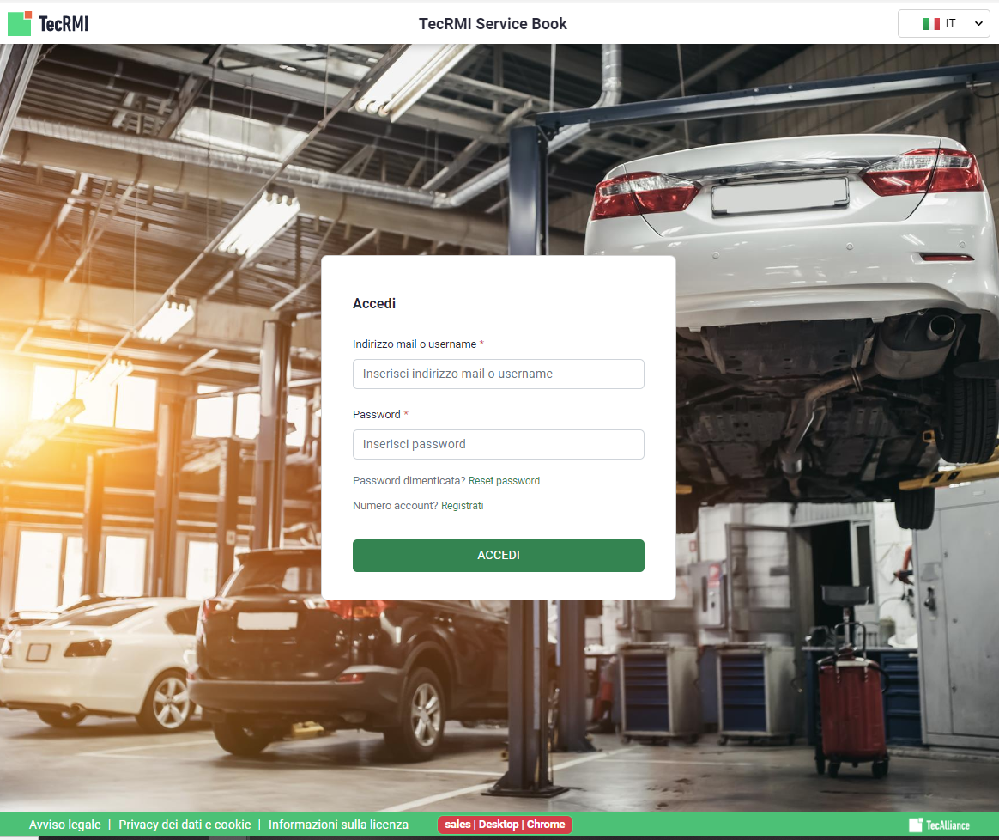 TecRMI
TecRMI Service Book
IT
Accedi
Indirizzo mail o username *
Inserisci indirizzo mail o username
Password *
Inserisci password
Password dimenticata? Reset password
Numero account? Registrati
ACCEDI
Avviso legale | Privacy dei dati e cookie | Informazioni sulla licenza
sales | Desktop | Chrome
TecAlliance